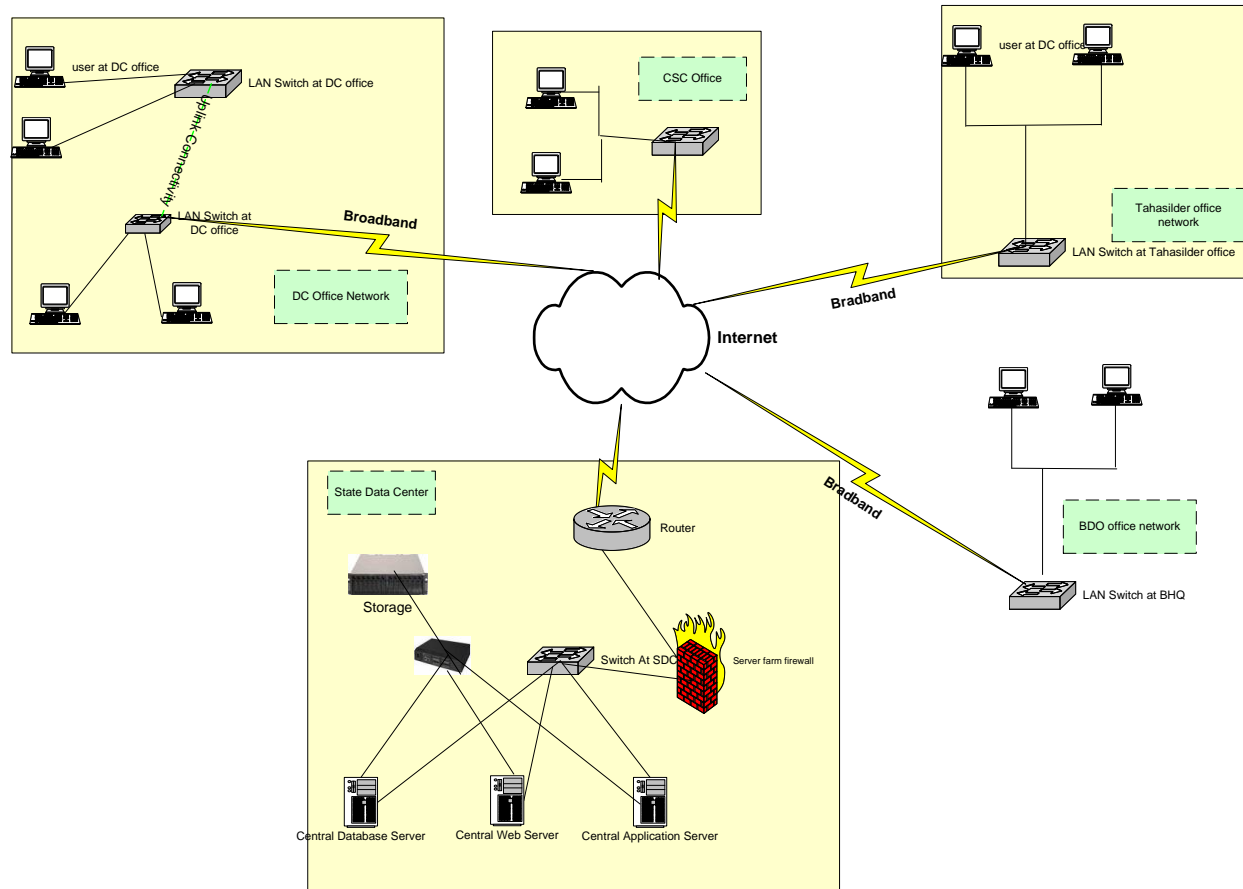 user at DC office
LAN Switch at DC office
Uplink Connectivity
LAN Switch at
DC office
DC Office Network
Broadband
CSC Office
user at DC office
Tahasilder office
network
LAN Switch at Tahasilder office
Bradband
Internet
Bradband
BDO office network
LAN Switch at BHQ
State Data Center
Router
Storage
Switch At SDC
Server farm firewall
Central Database Server
Central Web Server
Central Application Server